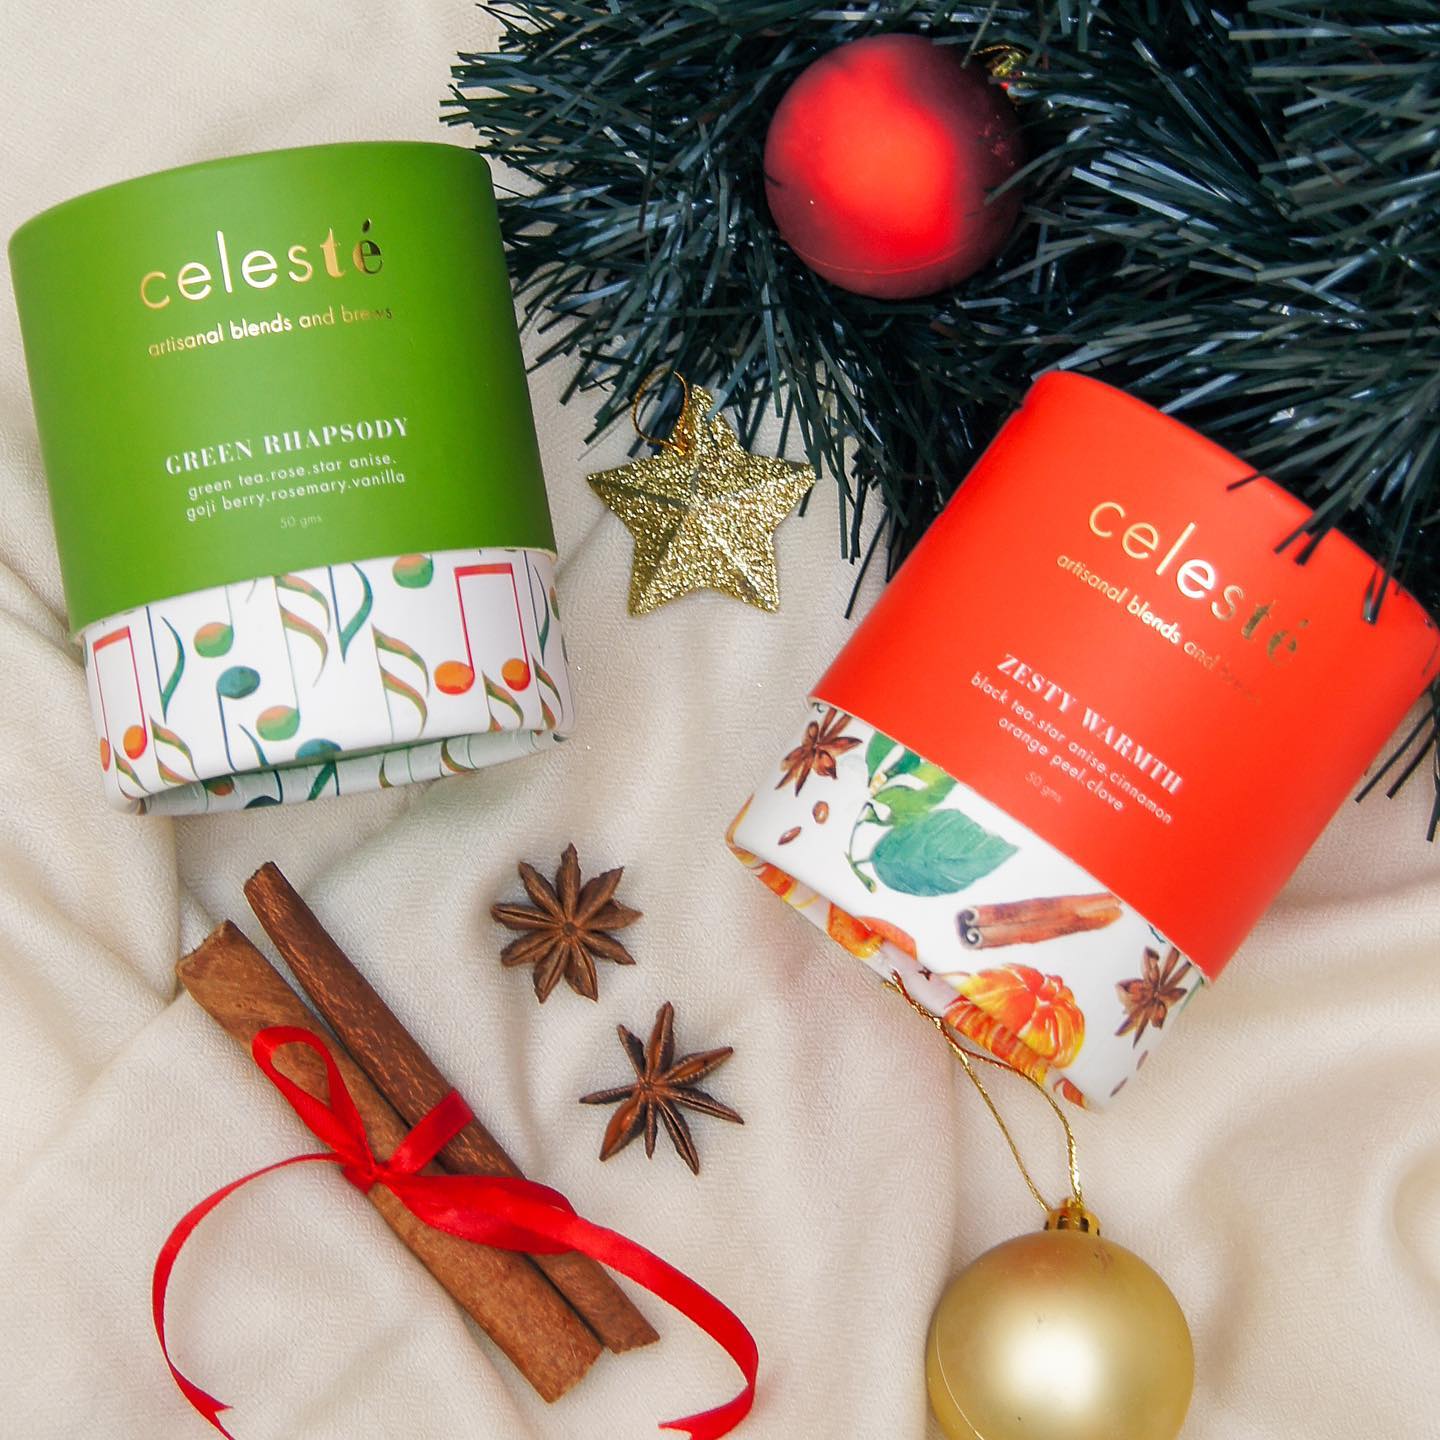 celesté
artisanal blends and brews
GREEN RHAPSODY
green tea.rose.star anise.
goji berry.rosemary.vanilla
50 gms
celesté
artisanal blends and
ZESTY WARMTH
black tea.star anise.cinnamon
orange peel.clove
50 gms